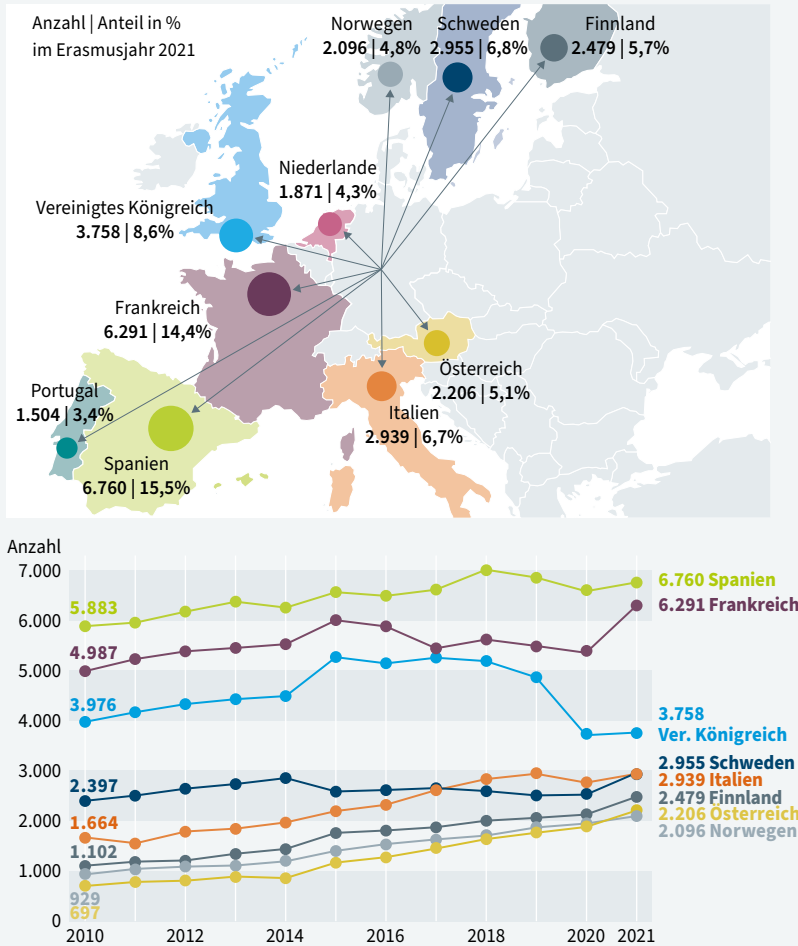 Anzahl | Anteil in %
im Erasmusjahr 2021
Norwegen
2.096 | 4,8%
Schweden
2.955 | 6,8%
Finnland
2.479 | 5,7%
Niederlande
1.871 | 4,3%
Vereinigtes Königreich
3.758 | 8,6%
Frankreich
6.291 | 14,4%
Österreich
2.206 | 5,1%
Portugal
1.504 | 3,4%
Italien
2.939 | 6,7%
Spanien
6.760 | 15,5%
Anzahl
7.000
6.000
5.000
4.000
3.000
2.000
1.000
0
5.883
4.987
3.976
2.397
1.664
1.102
929
697
6.760 Spanien
6.291 Frankreich
3.758
Ver. Königreich
2.955 Schweden
2.939 Italien
2.479 Finnland
2.206 Österreich
2.096 Norwegen
2010
2012
2014
2016
2018
2020
2021